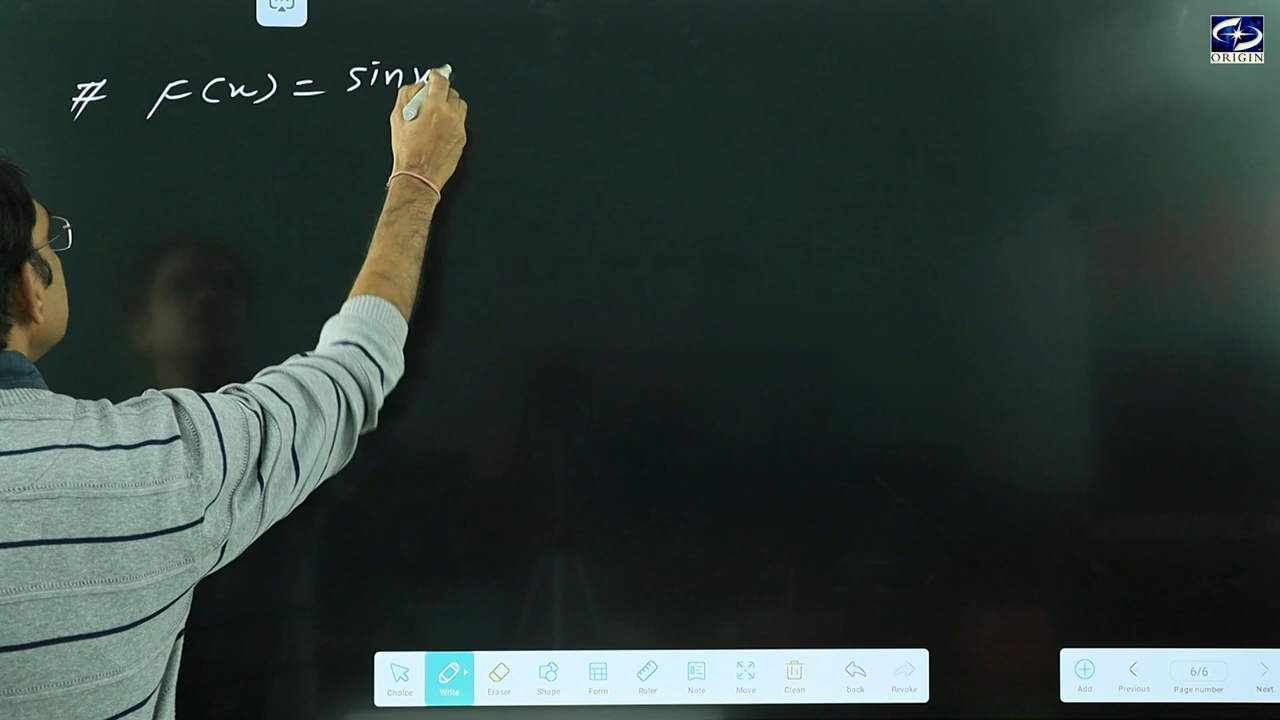 ORIGIN
# F(x) = sinx
Choice Write Eraser Shape Form Ruler Note Move Clean back Revoke
Add Previous 6/6 Page number Next